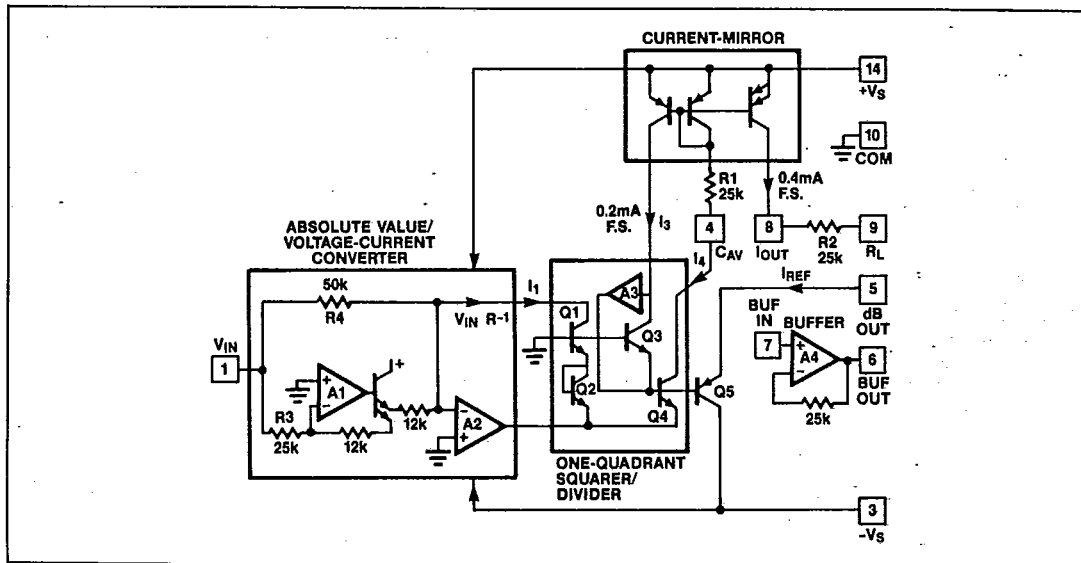 CURRENT-MIRROR
14
+VS
10
COM
R1
25k
0.4mA
F.S.
0.2mA
F.S.
I3
4
CAV
8
IOUT
R2
25k
9
RL
ABSOLUTE VALUE/
VOLTAGE-CURRENT
CONVERTER
I4
IREF
5
dB
OUT
50k
R4
I1
VIN R-1
A3
Q1
Q3
BUF
IN
7
BUFFER
+
A4
-
6
BUF
OUT
25k
VIN
1
+
A1
-
+
R3
25k
12k
12k
-
A2
+
Q2
Q4
Q5
ONE-QUADRANT
SQUARER/
DIVIDER
3
-VS